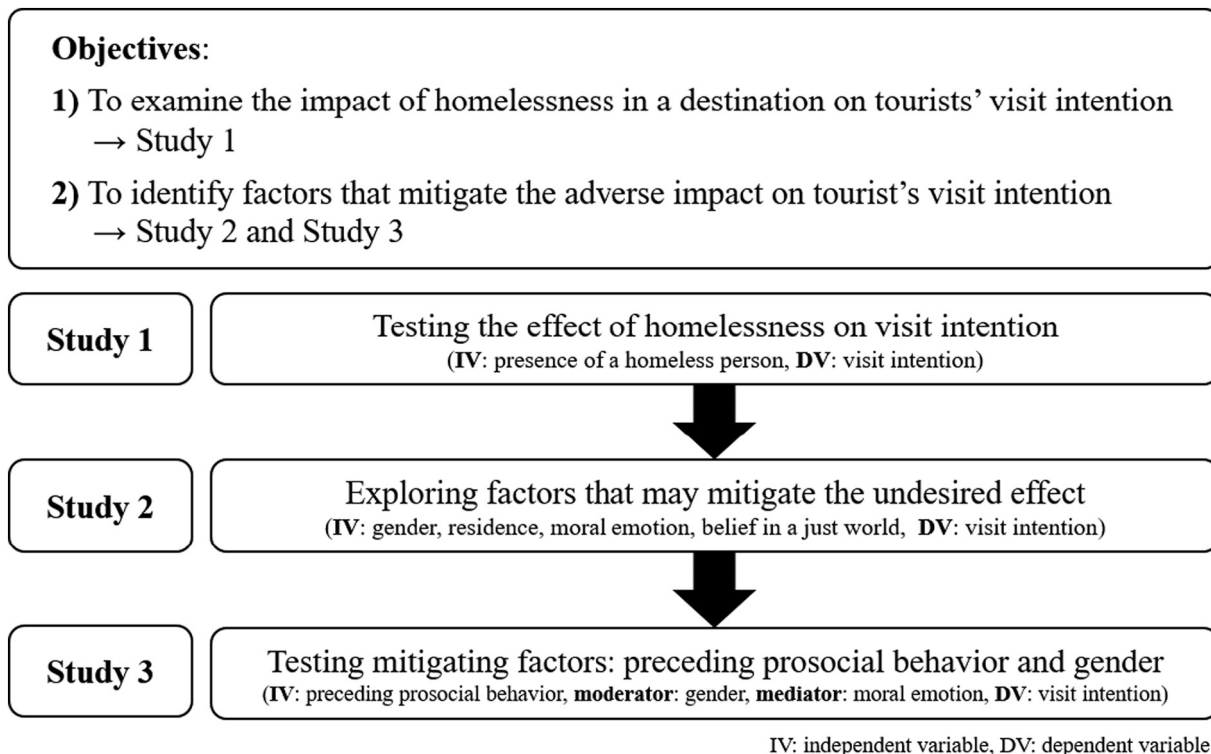 Objectives:
1) To examine the impact of homelessness in a destination on tourists’ visit intention
→ Study 1
2) To identify factors that mitigate the adverse impact on tourist’s visit intention
→ Study 2 and Study 3
Study 1
Testing the effect of homelessness on visit intention
(IV: presence of a homeless person, DV: visit intention)
Study 2
Exploring factors that may mitigate the undesired effect
(IV: gender, residence, moral emotion, belief in a just world, DV: visit intention)
Study 3
Testing mitigating factors: preceding prosocial behavior and gender
(IV: preceding prosocial behavior, moderator: gender, mediator: moral emotion, DV: visit intention)
IV: independent variable, DV: dependent variable